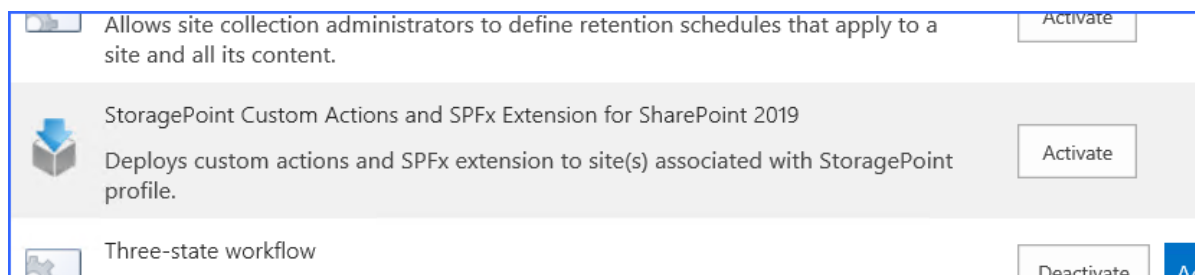 Allows site collection administrators to define retention schedules that apply to a
site and all its content.
Activate
StoragePoint Custom Actions and SPFx Extension for SharePoint 2019
Deploys custom actions and SPFx extension to site(s) associated with StoragePoint
profile.
Activate
Three-state workflow
Deactivate